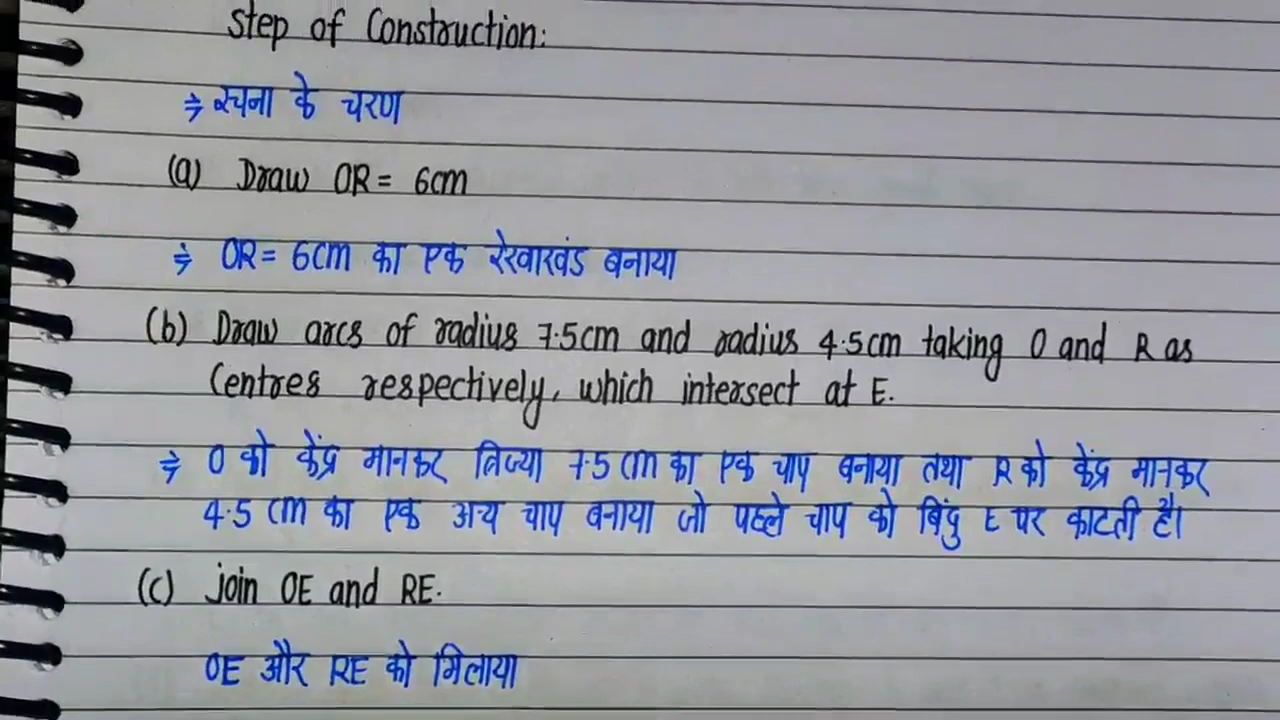 Step of Construction:
⇒ रचना के चरण
(a) Draw OR = 6cm
⇒ OR = 6cm का एक रेखाखंड बनाया
(b) Draw arcs of radius 7.5cm and radius 4.5cm taking O and R as
Centres respectively, which intersect at E.
⇒ O को केंद्र मानकर त्रिज्या 7.5 cm का एक चाप बनाया तथा R को केंद्र मानकर
4.5 cm का एक अन्य चाप बनाया जो पहले चाप को बिंदु E पर काटती है।
(c) join OE and RE.
OE और RE को मिलाया